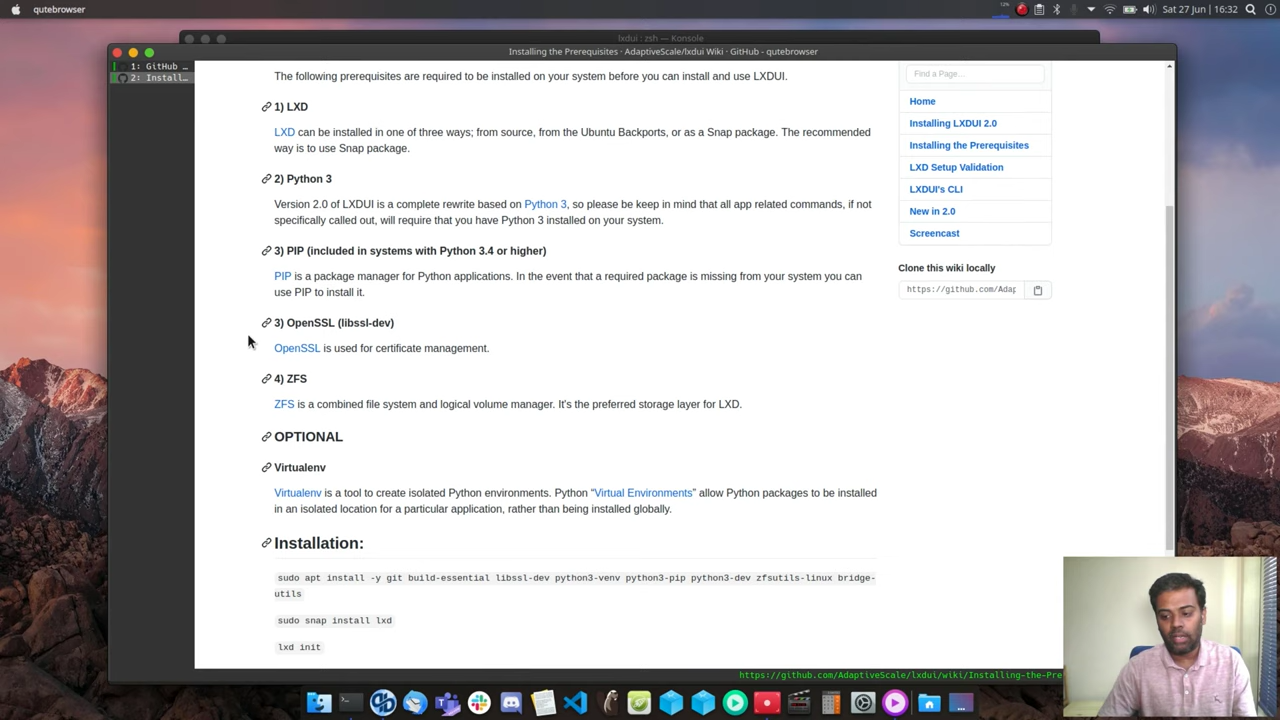 qutebrowser
12%
Sat 27 Jun | 16:32
lxdui : zsh — Konsole
Installing the Prerequisites · AdaptiveScale/lxdui Wiki · GitHub - qutebrowser
1: GitHub ...
2: Install...
The following prerequisites are required to be installed on your system before you can install and use LXDUI.
1) LXD
LXD can be installed in one of three ways; from source, from the Ubuntu Backports, or as a Snap package. The recommended
way is to use Snap package.
2) Python 3
Version 2.0 of LXDUI is a complete rewrite based on Python 3, so please be keep in mind that all app related commands, if not
specifically called out, will require that you have Python 3 installed on your system.
3) PIP (included in systems with Python 3.4 or higher)
PIP is a package manager for Python applications. In the event that a required package is missing from your system you can
use PIP to install it.
3) OpenSSL (libssl-dev)
OpenSSL is used for certificate management.
4) ZFS
ZFS is a combined file system and logical volume manager. It's the preferred storage layer for LXD.
OPTIONAL
Virtualenv
Virtualenv is a tool to create isolated Python environments. Python “Virtual Environments” allow Python packages to be installed
in an isolated location for a particular application, rather than being installed globally.
Installation:
sudo apt install -y git build-essential libssl-dev python3-venv python3-pip python3-dev zfsutils-linux bridge-
utils
sudo snap install lxd
lxd init
Find a Page...
Home
Installing LXDUI 2.0
Installing the Prerequisites
LXD Setup Validation
LXDUI's CLI
New in 2.0
Screencast
Clone this wiki locally
https://github.com/Adap
https://github.com/AdaptiveScale/lxdui/wiki/Installing-the-Pre